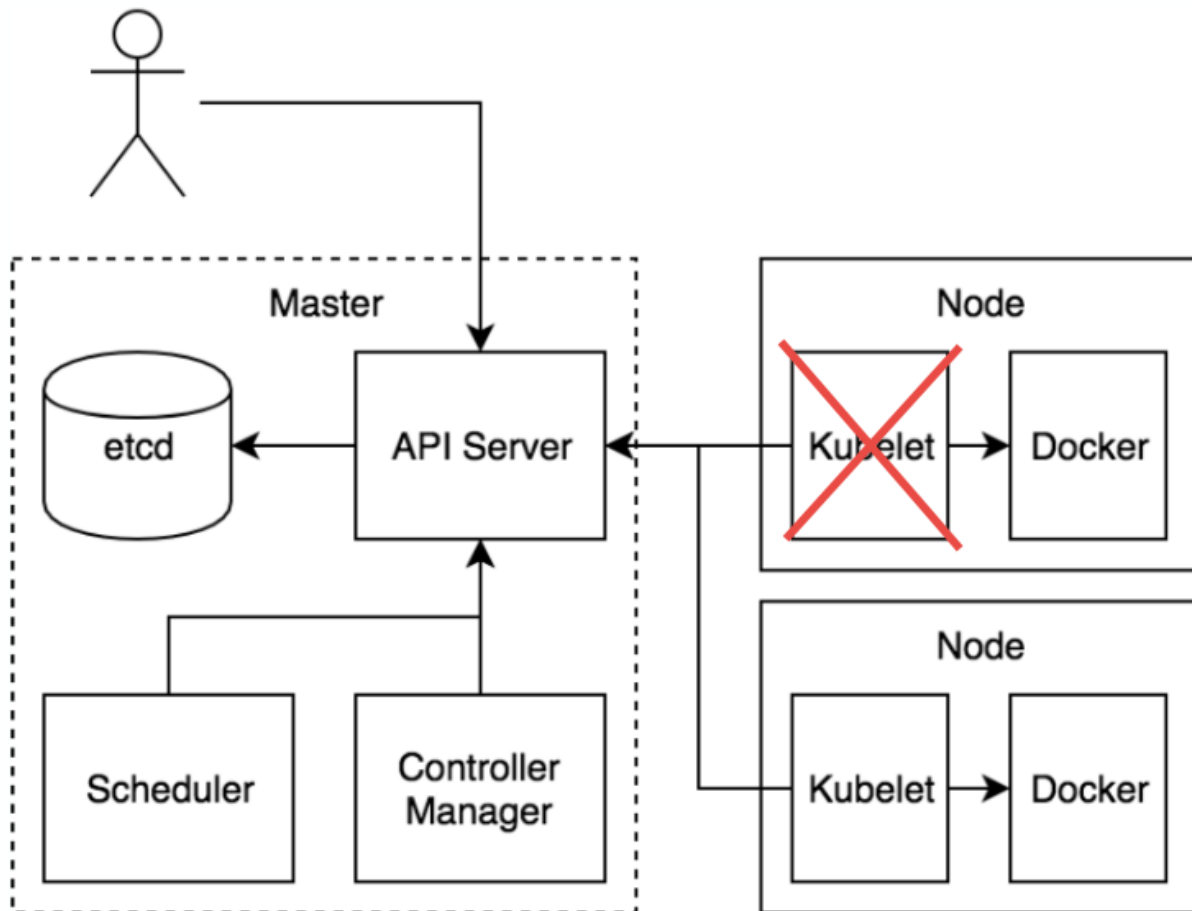 Master
etcd
API Server
Scheduler
Controller
Manager
Node
Kubelet
Docker
Node
Kubelet
Docker